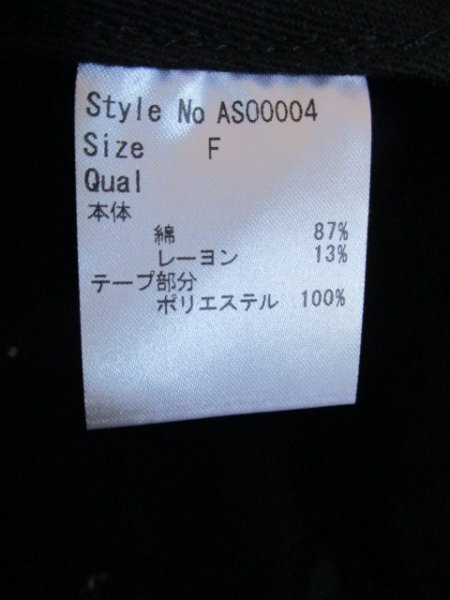 Style No AS00004
Size F
Qual
本体
綿 87%
レーヨン 13%
テープ部分
ポリエステル 100%